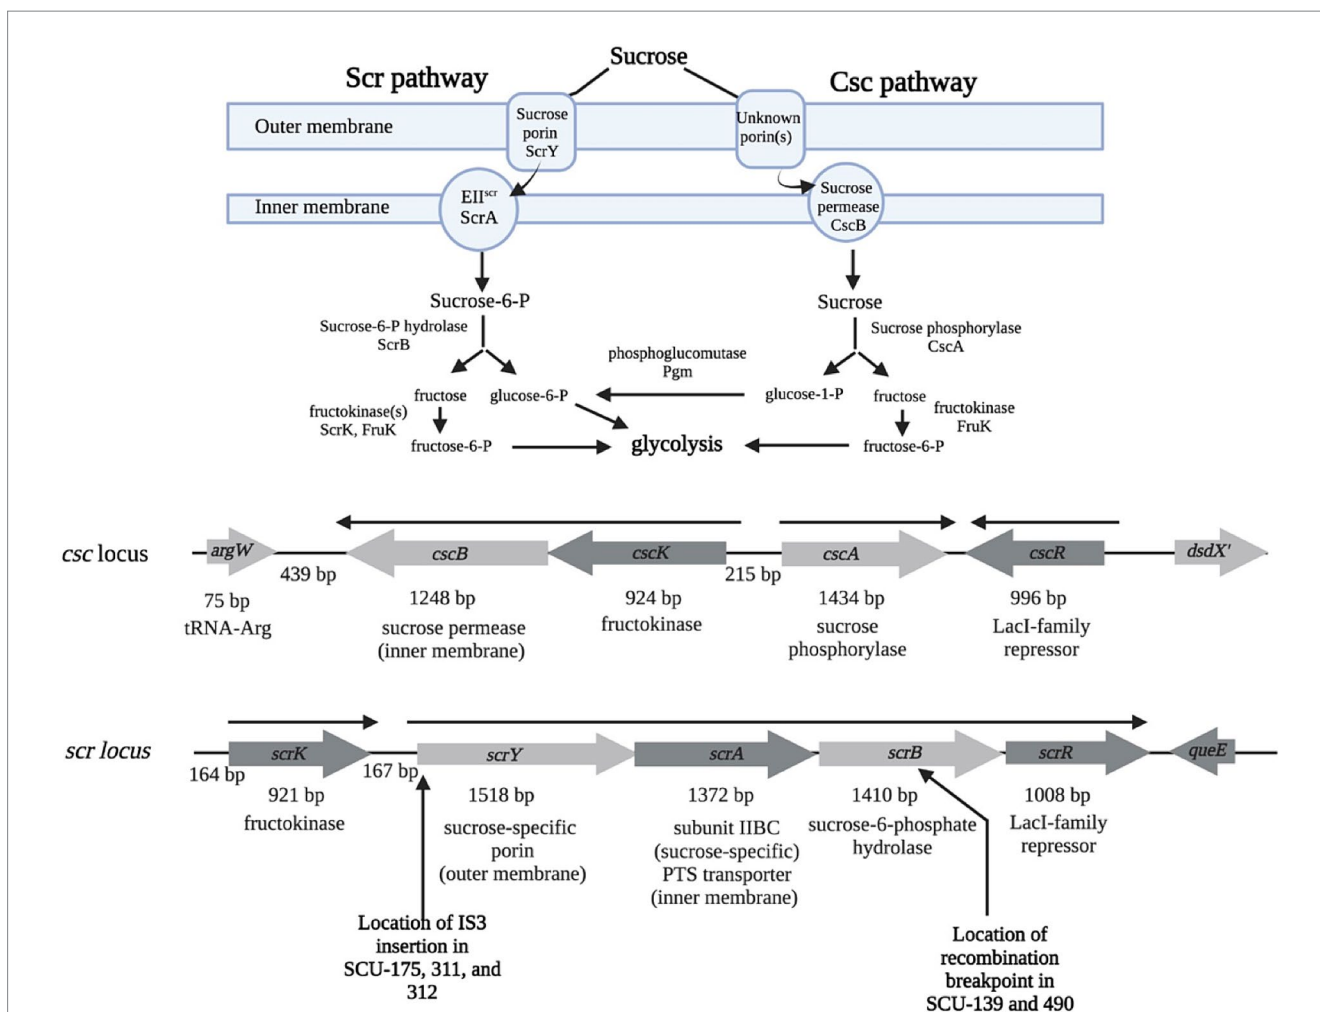 Sucrose
Scr pathway
Csc pathway
Outer membrane
Sucrose
porin
ScrY
Unknown
porin(s)
Inner membrane
EIIscr
ScrA
Sucrose
permease
CscB
Sucrose-6-P
Sucrose
Sucrose-6-P hydrolase
ScrB
Sucrose phosphorylase
CscA
phosphoglucomutase
Pgm
fructose
glucose-6-P
glucose-1-P
fructose
fructokinase(s)
ScrK, FruK
fructokinase
FruK
fructose-6-P
glycolysis
fructose-6-P
csc locus
argW
cscB
cscK
cscA
cscR
dsdX'
439 bp
215 bp
75 bp
tRNA-Arg
1248 bp
sucrose permease
(inner membrane)
924 bp
fructokinase
1434 bp
sucrose
phosphorylase
996 bp
LacI-family
repressor
scr locus
scrK
scrY
scrA
scrB
scrR
queE
164 bp
167 bp
921 bp
fructokinase
1518 bp
sucrose-specific
porin
(outer membrane)
1372 bp
subunit IIBC
(sucrose-specific)
PTS transporter
(inner membrane)
1410 bp
sucrose-6-phosphate
hydrolase
1008 bp
LacI-family
repressor
Location of IS3
insertion in
SCU-175, 311, and
312
Location of
recombination
breakpoint in
SCU-139 and 490